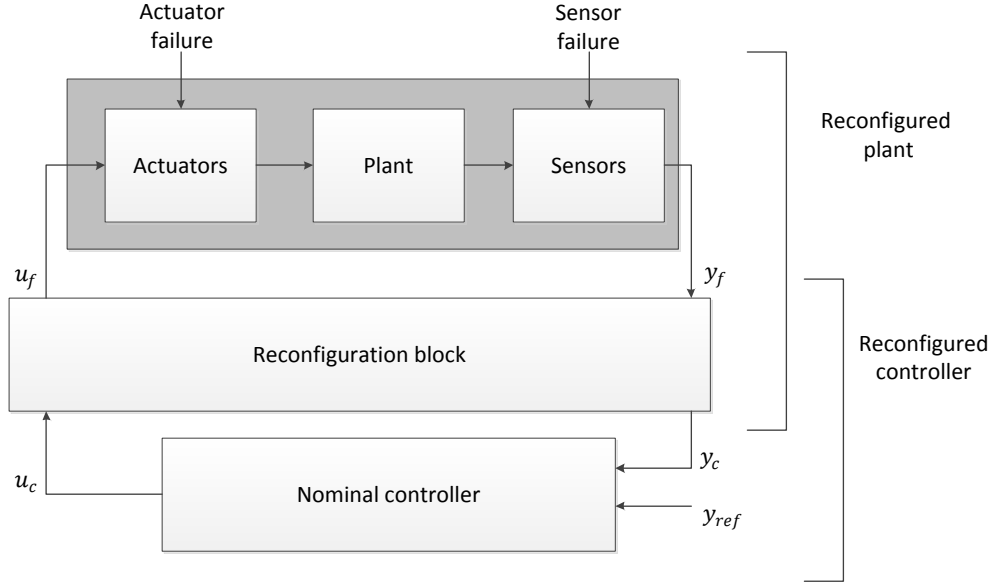 Actuator
failure
Sensor
failure
Reconfigured
plant
Actuators
Plant
Sensors
u_f
y_f
Reconfiguration block
Reconfigured
controller
u_c
y_c
Nominal controller
y_ref